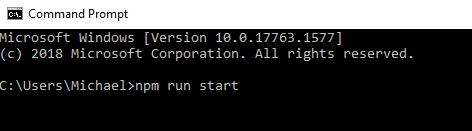 Command Prompt
Microsoft Windows [Version 10.0.17763.1577]
(c) 2018 Microsoft Corporation. All rights reserved.
C:\Users\Michael>npm run start